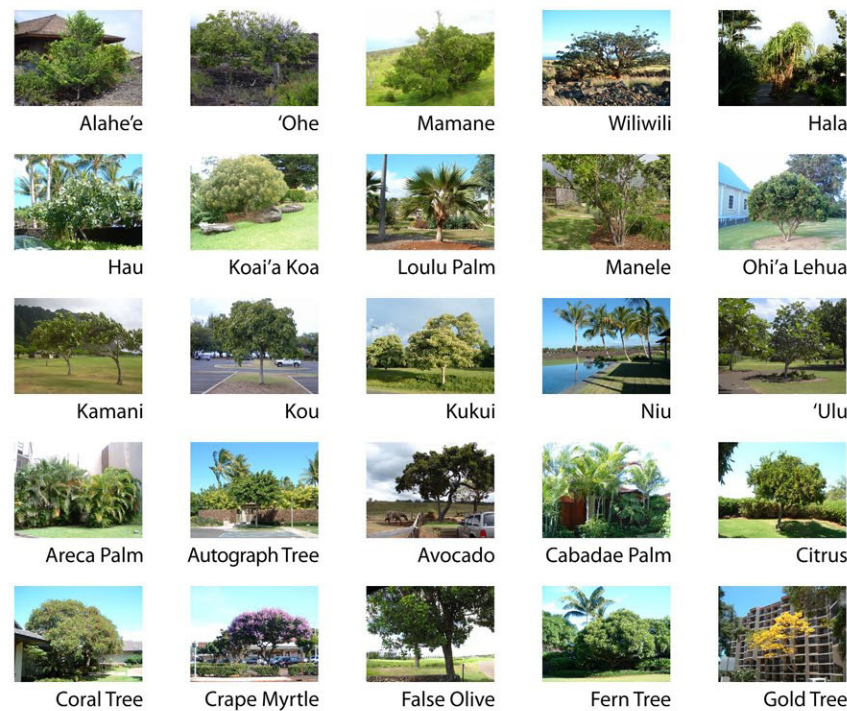 Alahe’e
‘Ohe
Mamane
Wiliwili
Hala
Hau
Koai’a Koa
Loulu Palm
Manele
Ohi’a Lehua
Kamani
Kou
Kukui
Niu
‘Ulu
Areca Palm
Autograph Tree
Avocado
Cabadae Palm
Citrus
Coral Tree
Crape Myrtle
False Olive
Fern Tree
Gold Tree